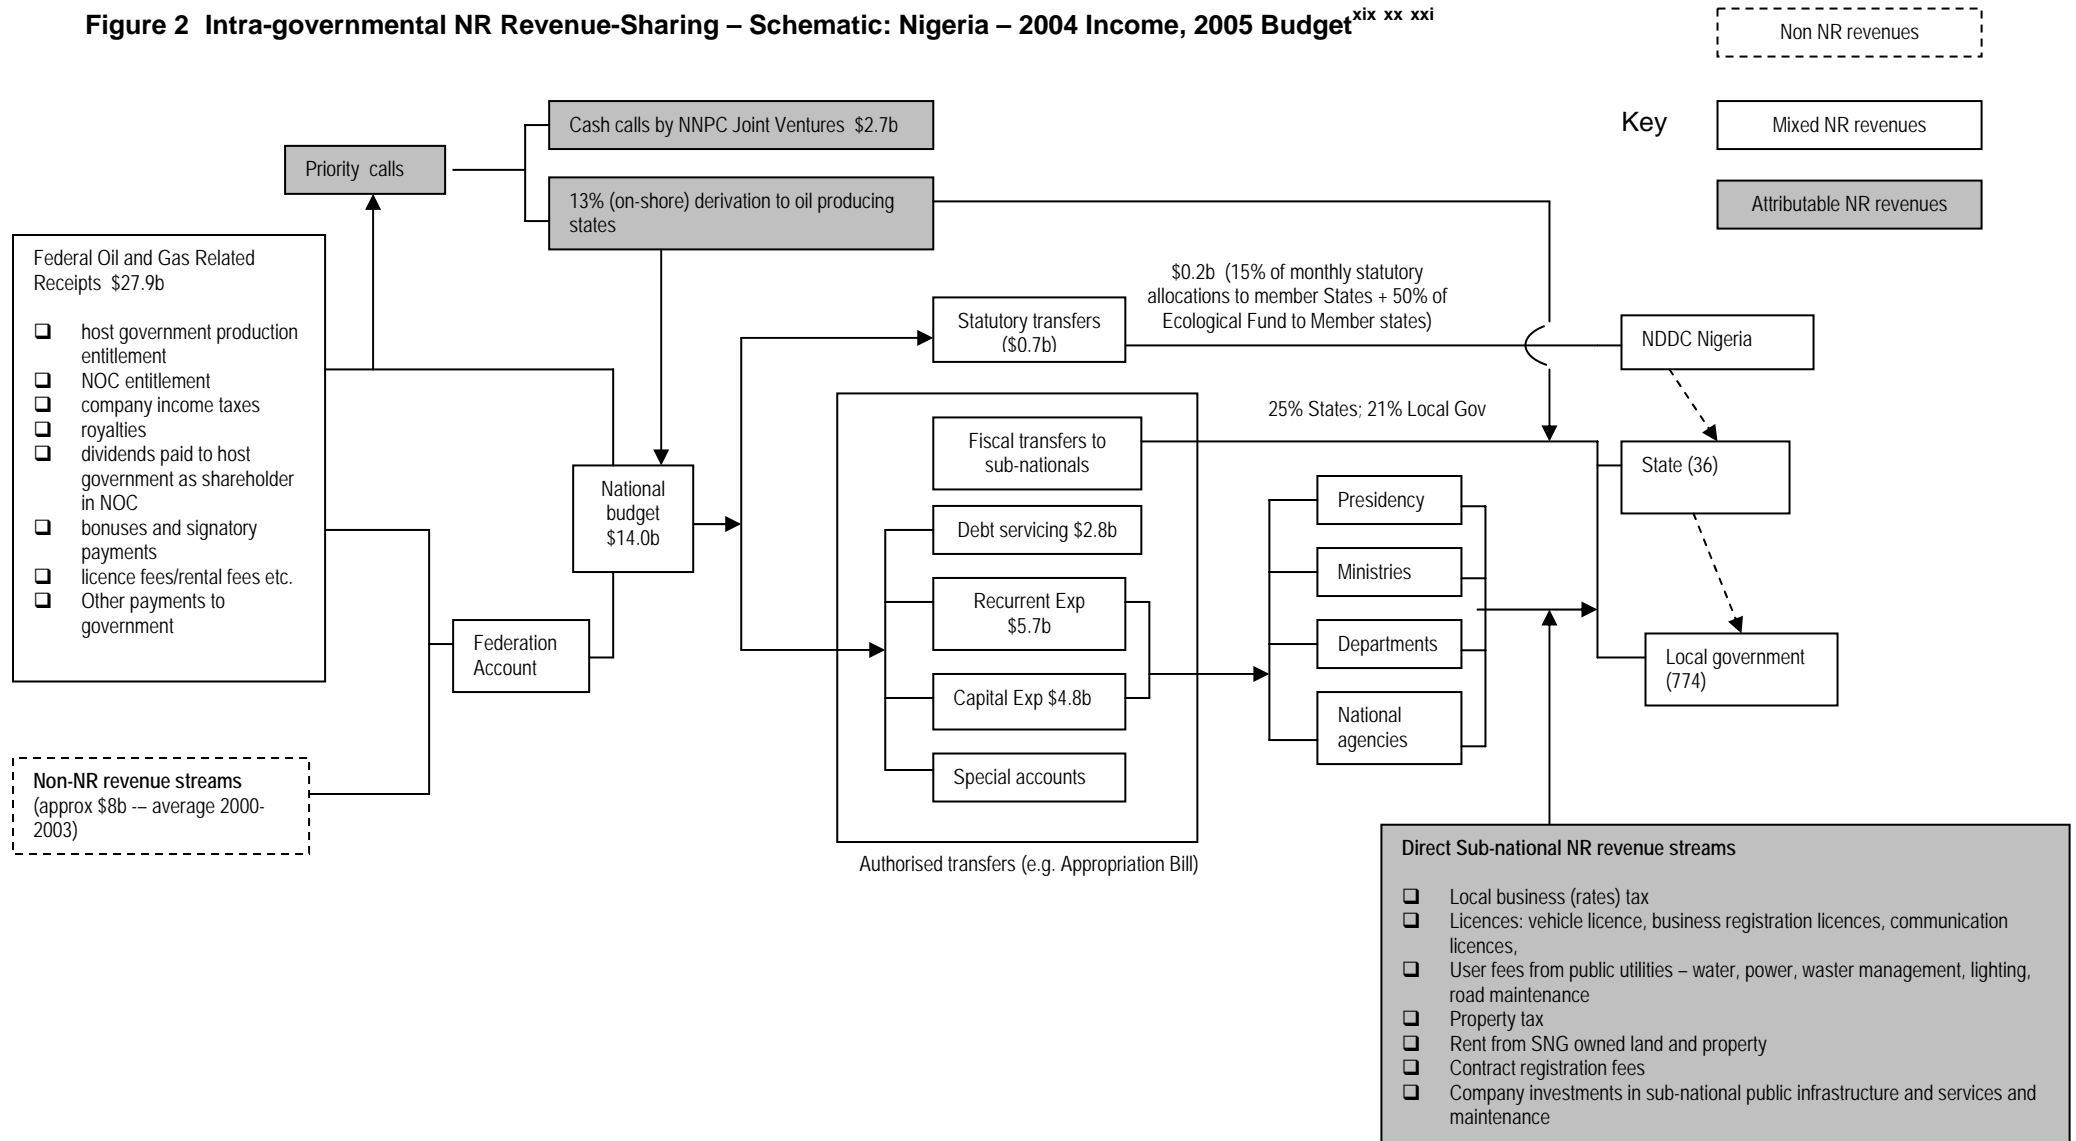 Figure 2 Intra-governmental NR Revenue-Sharing – Schematic: Nigeria – 2004 Income, 2005 Budget xix xx xxi
Non NR revenues
Key
Mixed NR revenues
Attributable NR revenues
Cash calls by NNPC Joint Ventures $2.7b
Priority calls
13% (on-shore) derivation to oil producing
states
Federal Oil and Gas Related
Receipts $27.9b
❑ host government production
entitlement
❑ NOC entitlement
❑ company income taxes
❑ royalties
❑ dividends paid to host
government as shareholder
in NOC
❑ bonuses and signatory
payments
❑ licence fees/rental fees etc.
❑ Other payments to
government
Non-NR revenue streams
(approx $8b -– average 2000-
2003)
Federation
Account
National
budget
$14.0b
Statutory transfers
($0.7b)
$0.2b (15% of monthly statutory
allocations to member States + 50% of
Ecological Fund to Member states)
NDDC Nigeria
25% States; 21% Local Gov
Fiscal transfers to
sub-nationals
Debt servicing $2.8b
Recurrent Exp
$5.7b
Capital Exp $4.8b
Special accounts
Authorised transfers (e.g. Appropriation Bill)
Presidency
Ministries
Departments
National
agencies
State (36)
Local government
(774)
Direct Sub-national NR revenue streams
❑ Local business (rates) tax
❑ Licences: vehicle licence, business registration licences, communication
licences,
❑ User fees from public utilities – water, power, waster management, lighting,
road maintenance
❑ Property tax
❑ Rent from SNG owned land and property
❑ Contract registration fees
❑ Company investments in sub-national public infrastructure and services and
maintenance